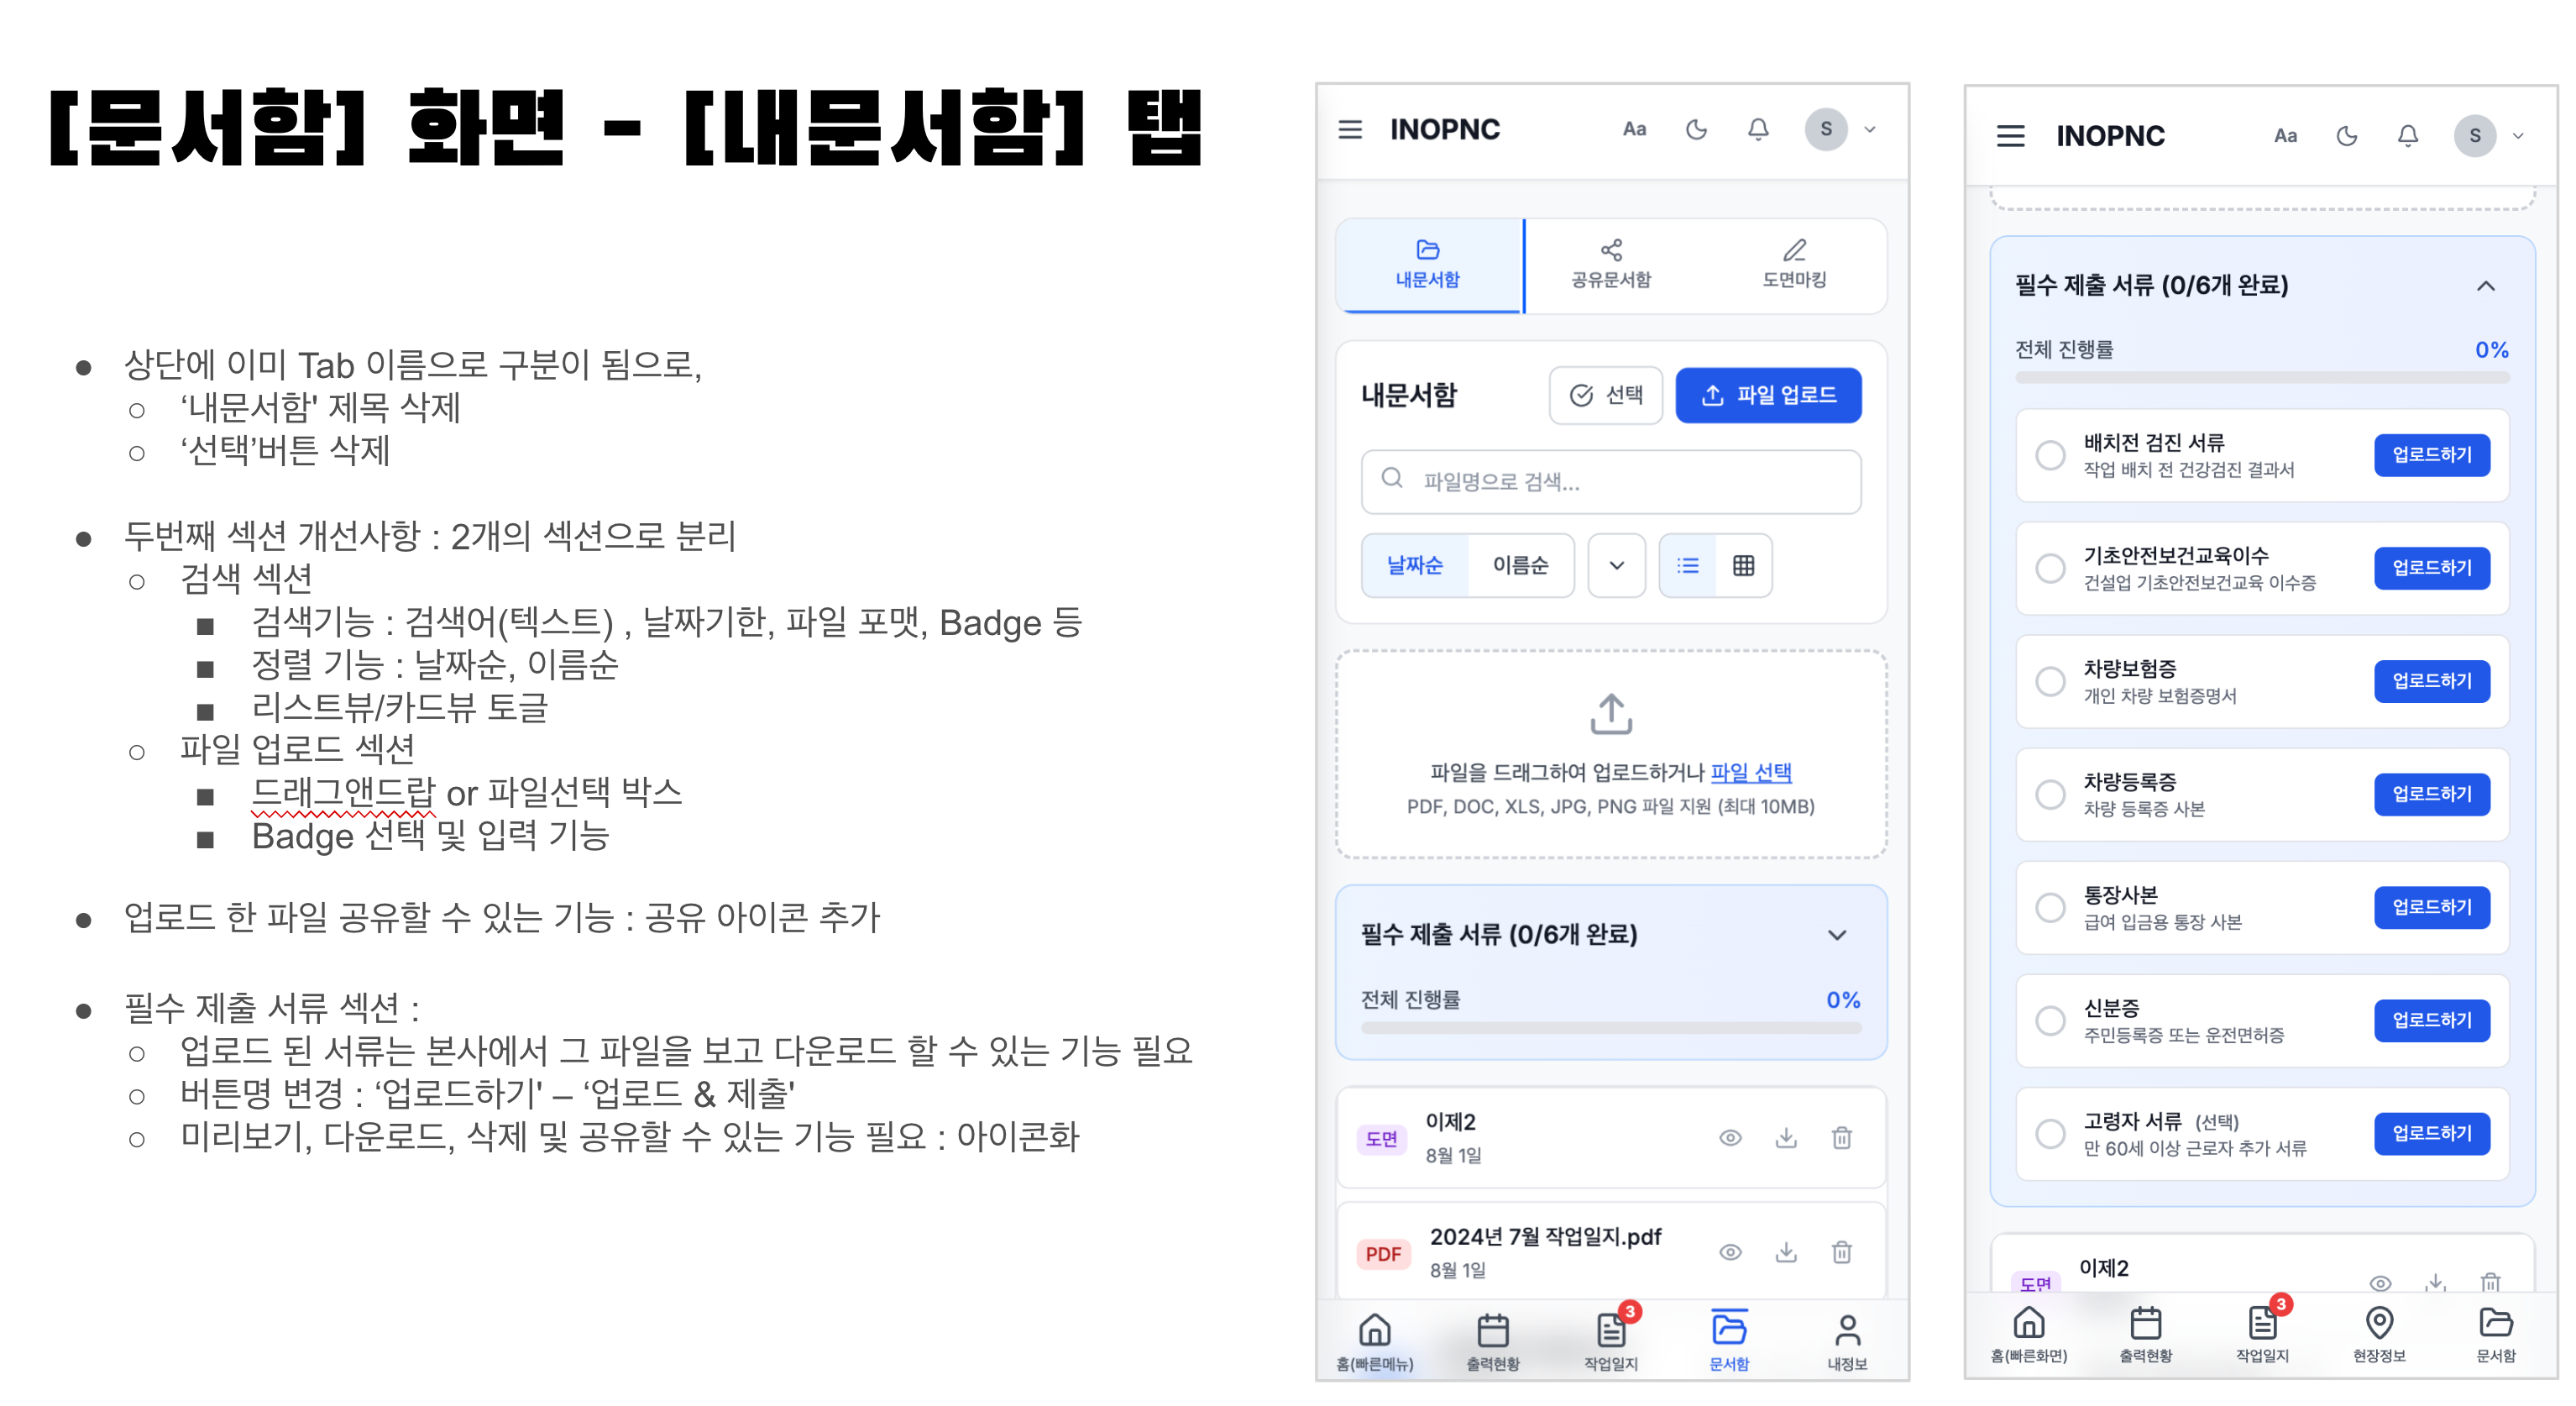 [문서함] 화면 - [내문서함] 탭
● 상단에 이미 Tab 이름으로 구분이 됨으로,
○ ‘내문서함' 제목 삭제
○ ‘선택’버튼 삭제
● 두번째 섹션 개선사항 : 2개의 섹션으로 분리
○ 검색 섹션
■ 검색기능 : 검색어(텍스트) , 날짜기한, 파일 포맷, Badge 등
■ 정렬 기능 : 날짜순, 이름순
■ 리스트뷰/카드뷰 토글
○ 파일 업로드 섹션
■ 드래그앤드랍 or 파일선택 박스
■ Badge 선택 및 입력 기능
● 업로드 한 파일 공유할 수 있는 기능 : 공유 아이콘 추가
● 필수 제출 서류 섹션 :
○ 업로드 된 서류는 본사에서 그 파일을 보고 다운로드 할 수 있는 기능 필요
○ 버튼명 변경 : ‘업로드하기' – ‘업로드 & 제출'
○ 미리보기, 다운로드, 삭제 및 공유할 수 있는 기능 필요 : 아이콘화
INOPNC Aa S
내문서함 공유문서함 도면마킹
내문서함 선택 파일 업로드
파일명으로 검색...
날짜순 이름순
파일을 드래그하여 업로드하거나 파일 선택
PDF, DOC, XLS, JPG, PNG 파일 지원 (최대 10MB)
필수 제출 서류 (0/6개 완료)
전체 진행률 0%
도면 이제2
8월 1일
PDF 2024년 7월 작업일지.pdf
8월 1일
3
홈(빠른메뉴) 출력현황 작업일지 문서함 내정보
INOPNC Aa S
필수 제출 서류 (0/6개 완료)
전체 진행률 0%
배치전 검진 서류 업로드하기
작업 배치 전 건강검진 결과서
기초안전보건교육이수 업로드하기
건설업 기초안전보건교육 이수증
차량보험증 업로드하기
개인 차량 보험증명서
차량등록증 업로드하기
차량 등록증 사본
통장사본 업로드하기
급여 입금용 통장 사본
신분증 업로드하기
주민등록증 또는 운전면허증
고령자 서류 (선택) 업로드하기
만 60세 이상 근로자 추가 서류
도면 이제2
3
홈(빠른화면) 출력현황 작업일지 현장정보 문서함